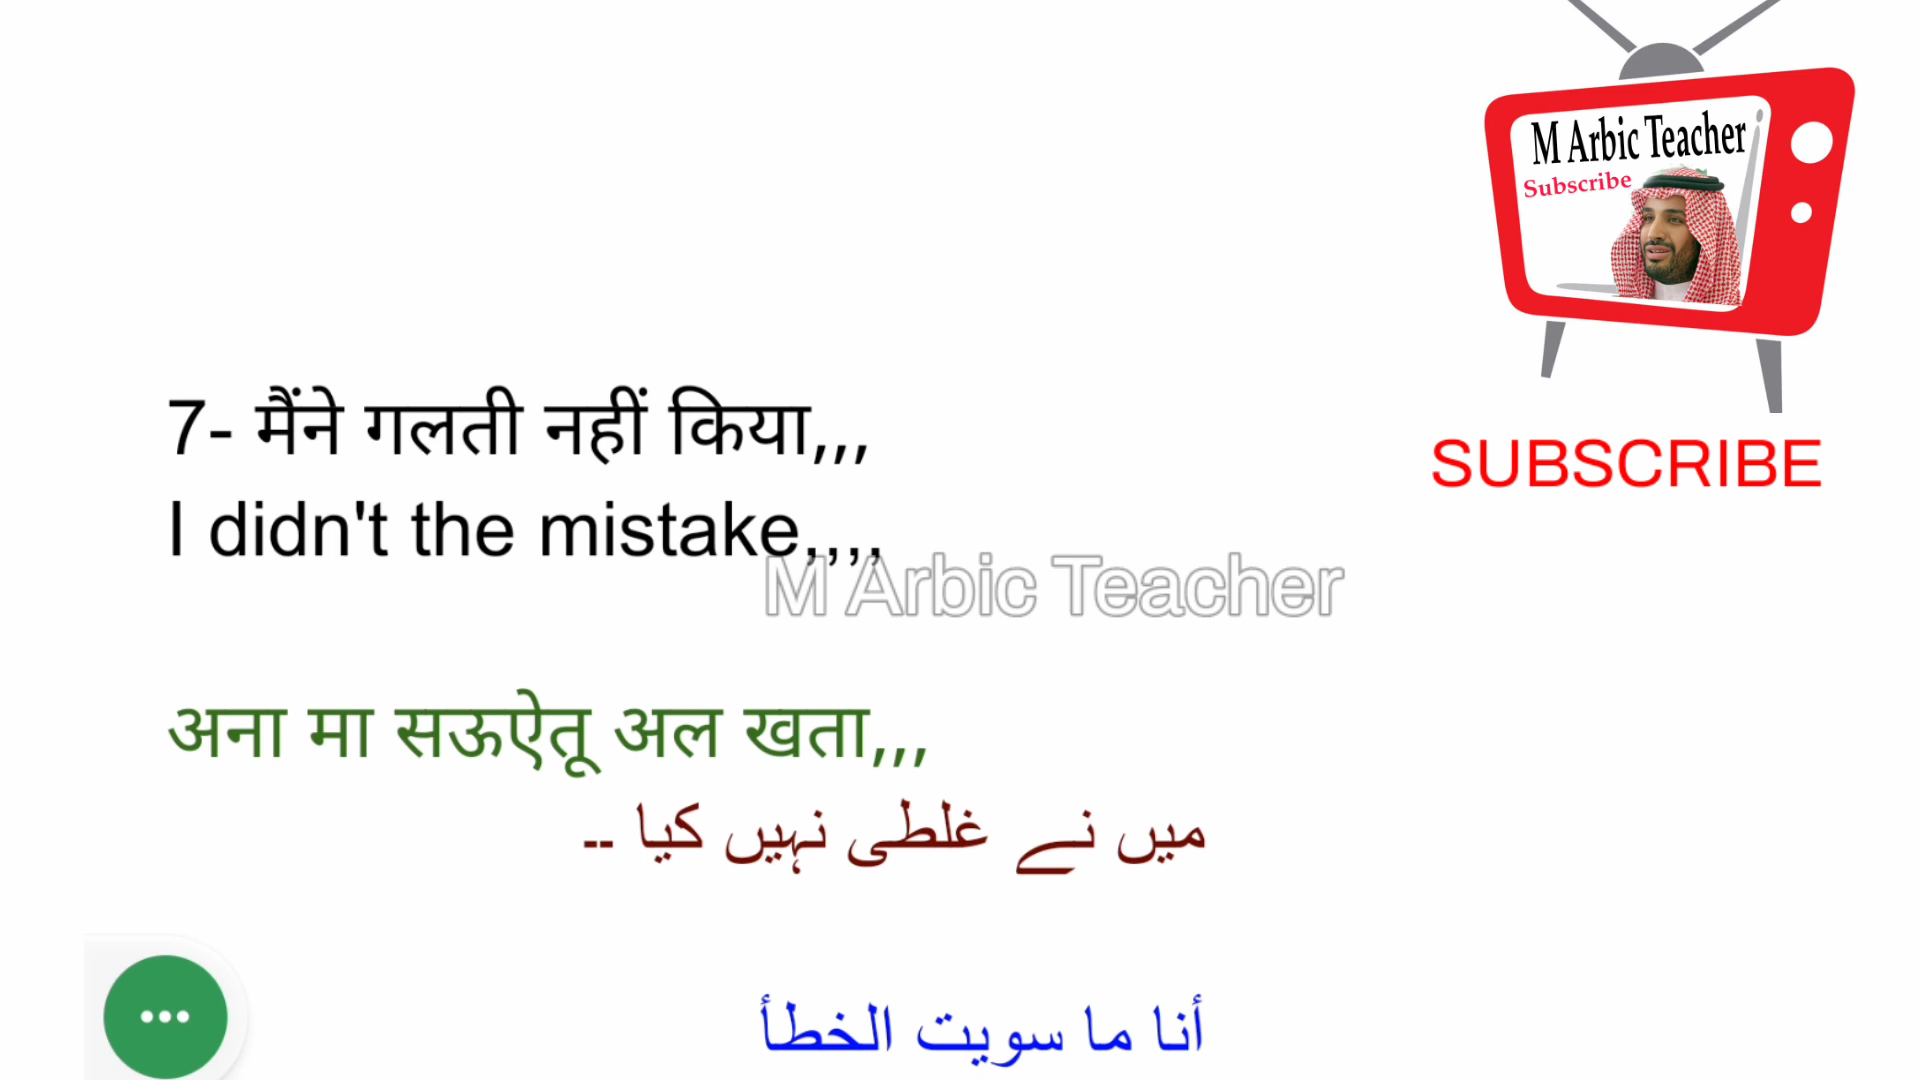 M Arbic Teacher
Subscribe
SUBSCRIBE
7- मैंने गलती नहीं किया,,,
I didn't the mistake,,,,
M Arbic Teacher
अना मा सऊऐतू अल खता,,,
میں نے غلطی نہیں کیا --
أنا ما سويت الخطأ